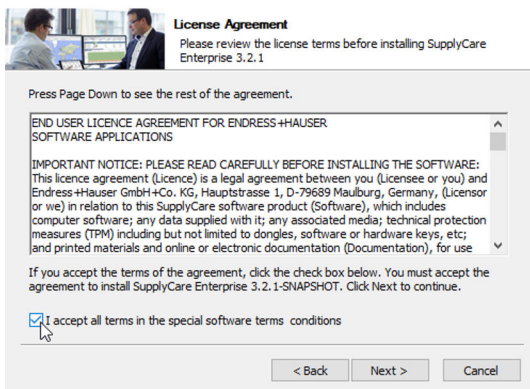 License Agreement
Please review the license terms before installing SupplyCare
Enterprise 3.2.1
Press Page Down to see the rest of the agreement.
END USER LICENCE AGREEMENT FOR ENDRESS+HAUSER
SOFTWARE APPLICATIONS
IMPORTANT NOTICE: PLEASE READ CAREFULLY BEFORE INSTALLING THE SOFTWARE:
This licence agreement (Licence) is a legal agreement between you (Licensee or you) and
Endress+Hauser GmbH+Co. KG, Hauptstrasse 1, D-79689 Maulburg, Germany, (Licensor
or we) in relation to this SupplyCare software product (Software), which includes
computer software; any data supplied with it; any associated media; technical protection
measures (TPM) including but not limited to dongles, software or hardware keys, etc;
and printed materials and online or electronic documentation (Documentation), for use
If you accept the terms of the agreement, click the check box below. You must accept the
agreement to install SupplyCare Enterprise 3.2.1-SNAPSHOT. Click Next to continue.
I accept all terms in the special software terms conditions
< Back Next > Cancel